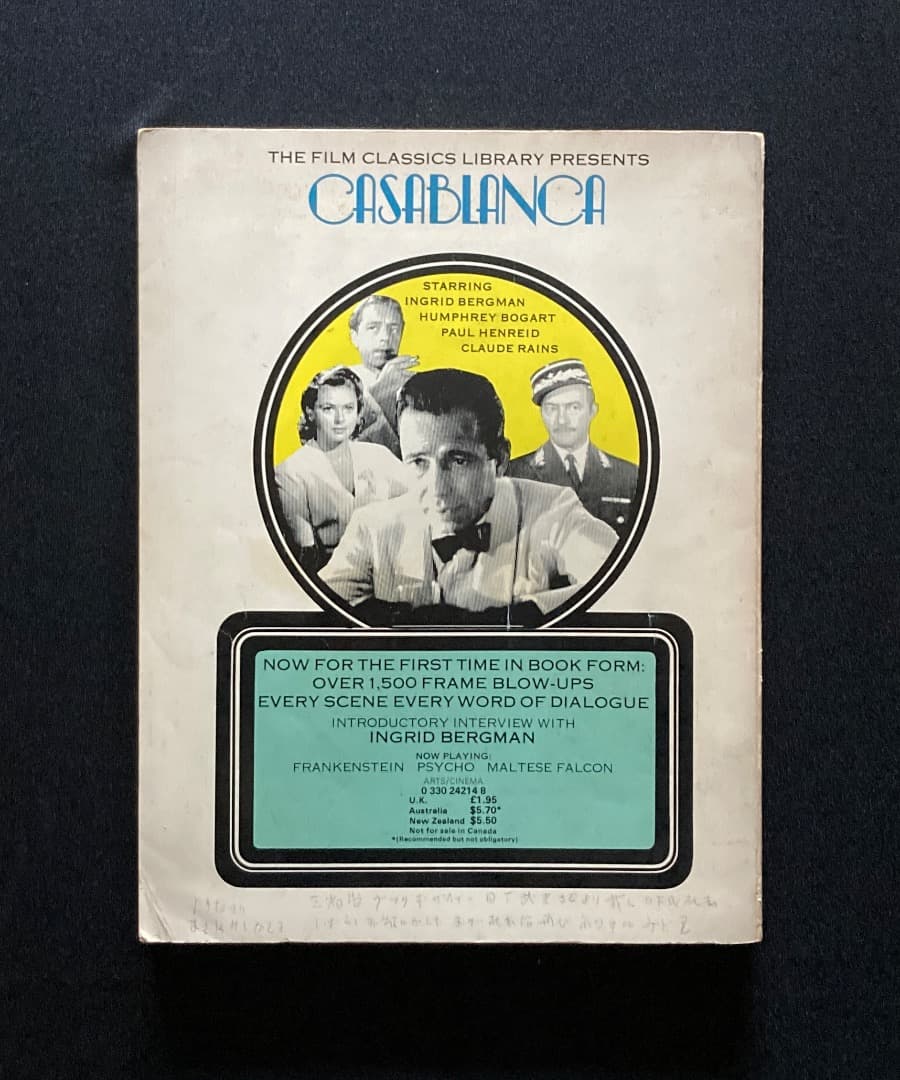 THE FILM CLASSICS LIBRARY PRESENTS
CASABLANCA
STARRING
INGRID BERGMAN
HUMPHREY BOGART
PAUL HENREID
CLAUDE RAINS
NOW FOR THE FIRST TIME IN BOOK FORM:
OVER 1,500 FRAME BLOW-UPS
EVERY SCENE EVERY WORD OF DIALOGUE
INTRODUCTORY INTERVIEW WITH
INGRID BERGMAN
NOW PLAYING:
FRANKENSTEIN PSYCHO MALTESE FALCON
ARTS/CINEMA
0 330 24214 8
U.K. £1.95
Australia $5.70*
New Zealand $5.50
Not for sale in Canada
*(Recommended but not obligatory)